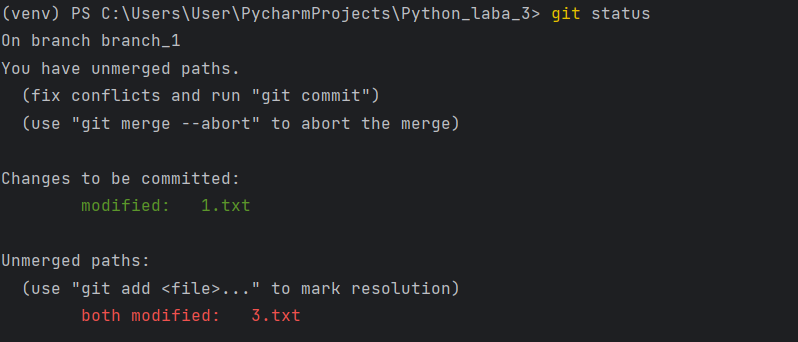 (venv) PS C:\Users\User\PycharmProjects\Python_laba_3> git status
On branch branch_1
You have unmerged paths.
  (fix conflicts and run "git commit")
  (use "git merge --abort" to abort the merge)

Changes to be committed:
        modified:   1.txt

Unmerged paths:
  (use "git add <file>..." to mark resolution)
        both modified:   3.txt